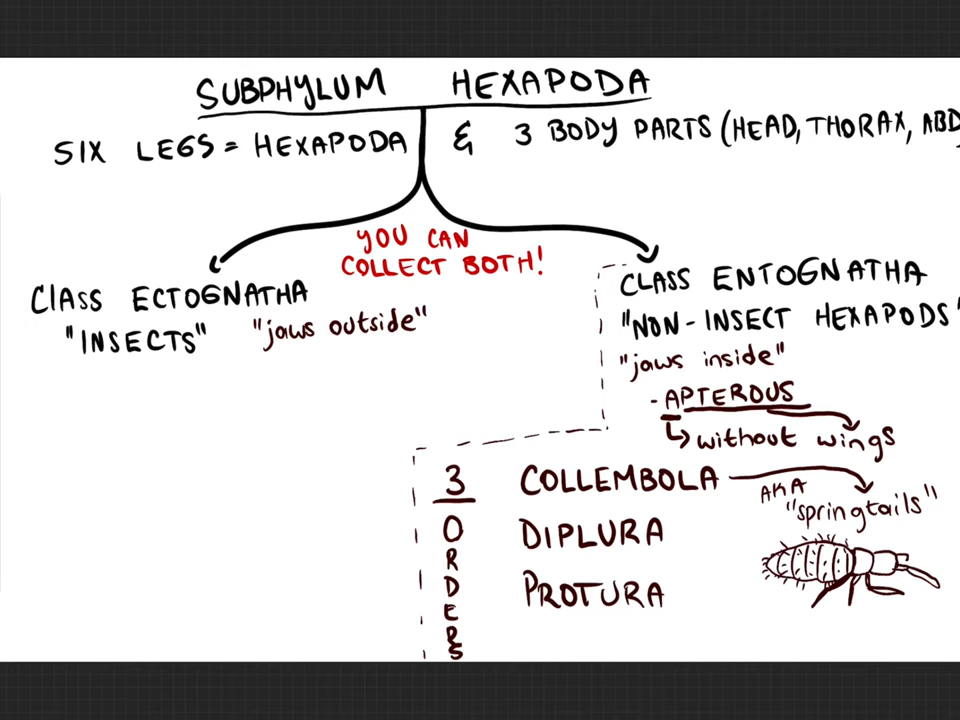 SUBPHYLUM HEXAPODA
SIX LEGS = HEXAPODA & 3 BODY PARTS (HEAD, THORAX, ABD
YOU CAN
COLLECT BOTH!
ClASS ECTOGNATHA
"INSECTS" "jaws outside"
CLASS ENTOGNATHA
"NON-INSECT HEXAPODS"
"jaws inside"
- APTEROUS
without wings
3 ORDERS
COLLEMBOLA
AKA
"springtails"
DIPLURA
PROTURA